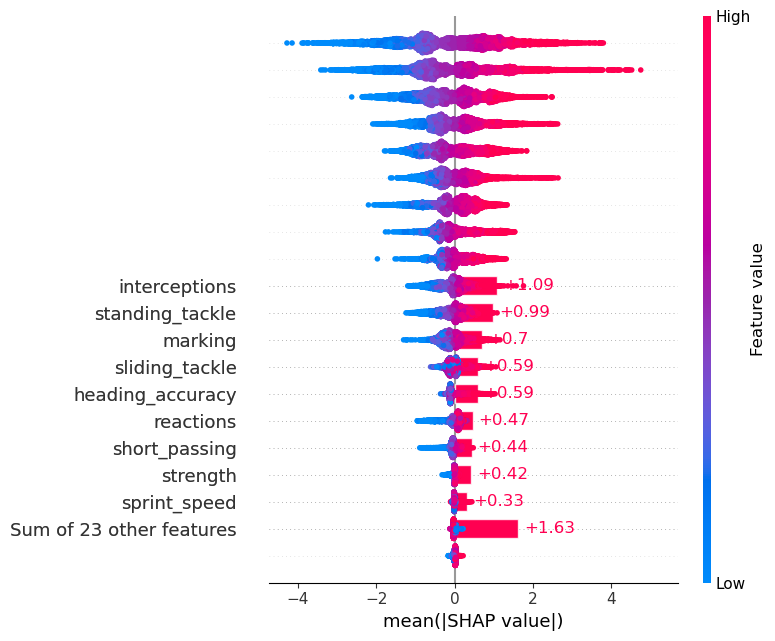 High
interceptions +1.09
standing_tackle +0.99
marking +0.7
sliding_tackle +0.59
heading_accuracy +0.59
reactions +0.47
short_passing +0.44
strength +0.42
sprint_speed +0.33
Sum of 23 other features +1.63
Feature value
Low
−4 −2 0 2 4
mean(|SHAP value|)